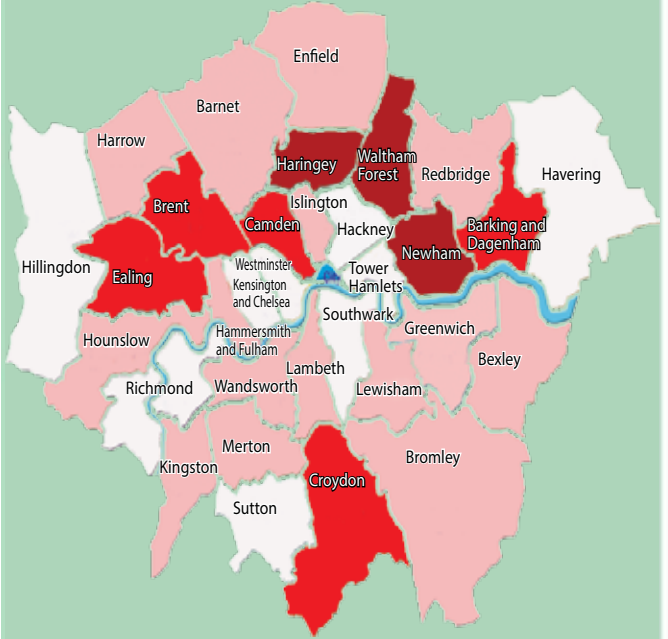 Enfield
Barnet
Harrow
Haringey
Waltham
Forest
Redbridge
Havering
Brent
Islington
Camden
Hackney
Barking and
Dagenham
Newham
Hillingdon
Ealing
Westminster
Tower
Hamlets
Kensington
and Chelsea
Southwark
Greenwich
Hounslow
Hammersmith
and Fulham
Bexley
Lambeth
Richmond
Wandsworth
Lewisham
Merton
Bromley
Kingston
Croydon
Sutton